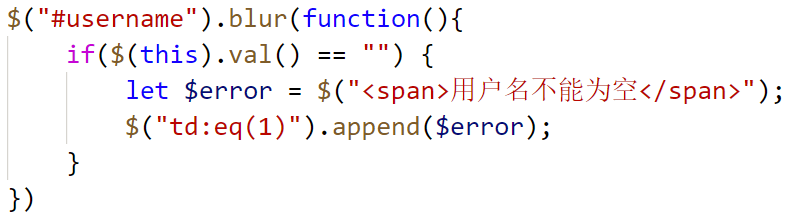 $("#username").blur(function(){
    if($(this).val() == "") {
        let $error = $("<span>用户名不能为空</span>");
        $("td:eq(1)").append($error);
    }
})